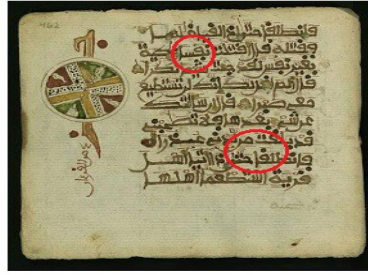 462
فانطلقا حتى إذا لقيا غلما
فقتله قال أقتلت نفسا زكية
بغير نفس لقد جئت شيئا نكرا
قال ألم أقل لك إنك لن تستطيع
معي صبرا قال إن سألتك
عن شيء بعدها فلا تصحبني
قد بلغت من لدني عذرا
فانطلقا حتى إذا أتيا أهل
قرية استطعما أهلها